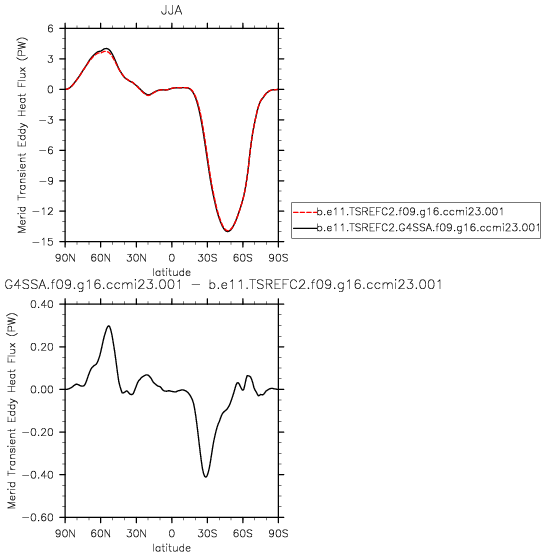 JJA
Merid Transient Eddy Heat Flux (PW)
6
3
0
−3
−6
−9
−12
−15
90N 60N 30N 0 30S 60S 90S
latitude
b.e11.TSREFC2.f09.g16.ccmi23.001
b.e11.TSREFC2.G4SSA.f09.g16.ccmi23.001
G4SSA.f09.g16.ccmi23.001 − b.e11.TSREFC2.f09.g16.ccmi23.001
Merid Transient Eddy Heat Flux (PW)
0.40
0.20
0.00
−0.20
−0.40
−0.60
90N 60N 30N 0 30S 60S 90S
latitude